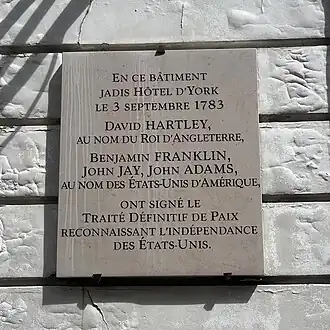 En ce bâtiment
jadis Hôtel d'York
le 3 septembre 1783
David HARTLEY,
au nom du Roi d'Angleterre,
Benjamin FRANKLIN,
John JAY, John ADAMS,
au nom des États-Unis d'Amérique,
ont signé le
Traité Définitif de Paix
reconnaissant l'indépendance
des États-Unis.